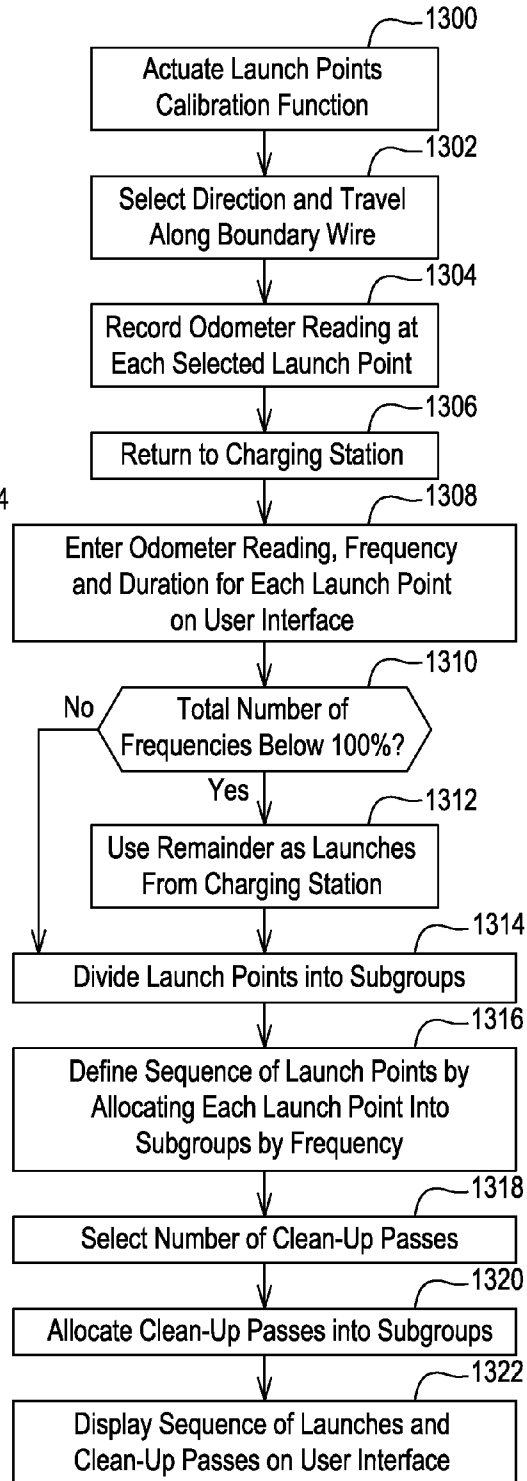 1300
Actuate Launch Points
Calibration Function
1302
Select Direction and Travel
Along Boundary Wire
1304
Record Odometer Reading at
Each Selected Launch Point
1306
Return to Charging Station
4
1308
Enter Odometer Reading, Frequency
and Duration for Each Launch Point
on User Interface
1310
No
Total Number of
Frequencies Below 100%?
Yes
1312
Use Remainder as Launches
From Charging Station
1314
Divide Launch Points into Subgroups
1316
Define Sequence of Launch Points by
Allocating Each Launch Point Into
Subgroups by Frequency
1318
Select Number of Clean-Up Passes
1320
Allocate Clean-Up Passes into Subgroups
1322
Display Sequence of Launches and
Clean-Up Passes on User Interface